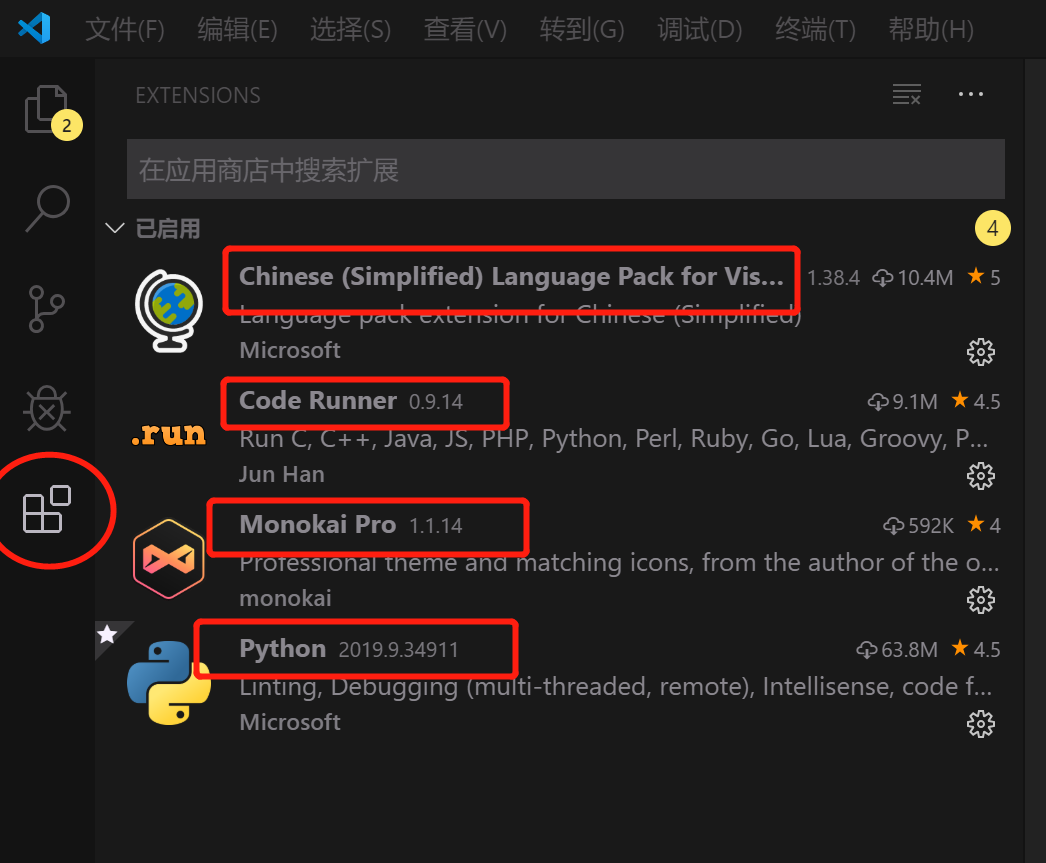 文件(F) 编辑(E) 选择(S) 查看(V) 转到(G) 调试(D) 终端(T) 帮助(H)
EXTENSIONS
2
在应用商店中搜索扩展
已启用 4
Chinese (Simplified) Language Pack for Vis... 1.38.4 10.4M 5
Language pack extension for Chinese (Simplified)
Microsoft
Code Runner 0.9.14 9.1M 4.5
.run
Run C, C++, Java, JS, PHP, Python, Perl, Ruby, Go, Lua, Groovy, P...
Jun Han
Monokai Pro 1.1.14 592K 4
Professional theme and matching icons, from the author of the o...
monokai
Python 2019.9.34911 63.8M 4.5
Linting, Debugging (multi-threaded, remote), Intellisense, code f...
Microsoft